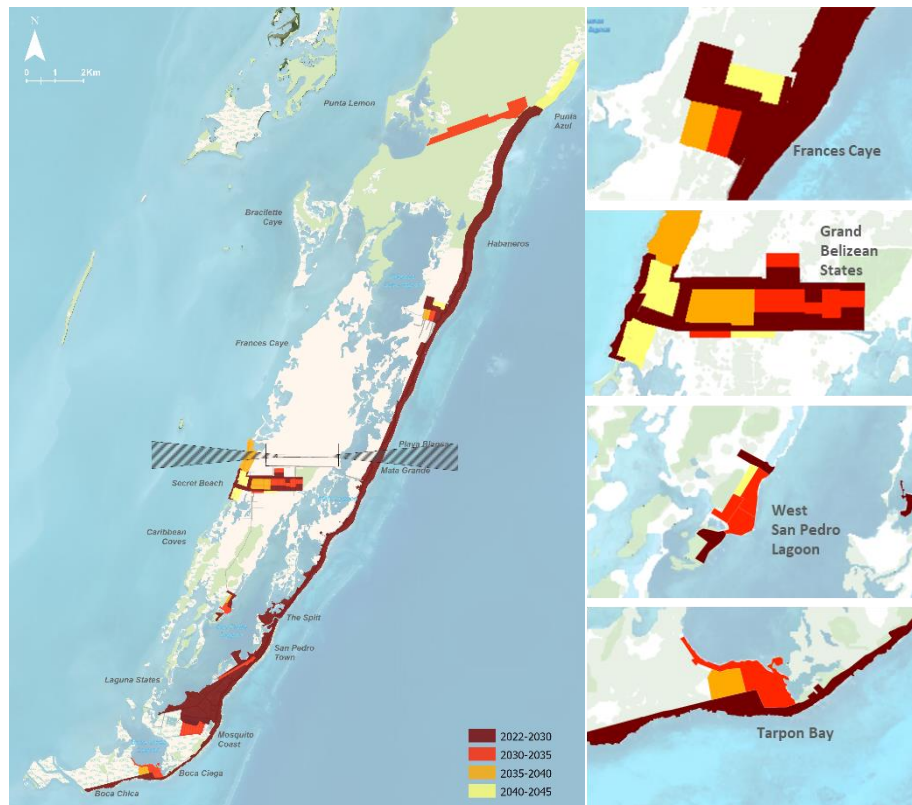 N
0 1 2Km
Punta Lemon
Punta
Azul
Bracilette
Caye
Habaneros
Frances Caye
Playa Blanca
Mata Grande
Secrot Beach
Caribbean
Coves
The Spitt
San Pedro
Town
Laguna States
Mosquito
Coast
Boca Ciega
Boca Chica
2022-2030
2030-2035
2035-2040
2040-2045
Frances Caye
Grand
Belizean
States
West
San Pedro
Lagoon
Tarpon Bay